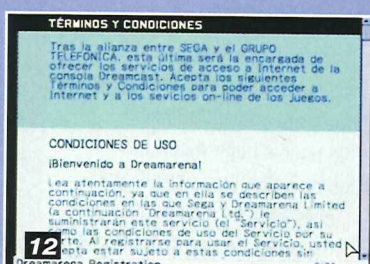 TÉRMINOS Y CONDICIONES
Tras la alianza entre SEGA y el GRUPO
TELEFÓNICA, esta última será la encargada de
ofrecer los servicios de acceso a Internet de la
consola Dreamcast. Acepta los siguientes
Términos y Condiciones para poder acceder a
Internet y a los sevicios on-line de los Juegos.
CONDICIONES DE USO
¡Bienvenido a Dreamarena!
Lea atentamente la información que aparece a
continuación, ya que en ella se describen las
condiciones en las que Sega y Dreamarena Limited
(a continuación "Dreamarena Ltd.") le
suministrarán este servicio (el "Servicio"), así
como las condiciones de uso del Servicio por su
rte. Al registrarse para usar el Servicio, usted
epta estar sujeto a estas condiciones sin
12
Dreamarena Registration